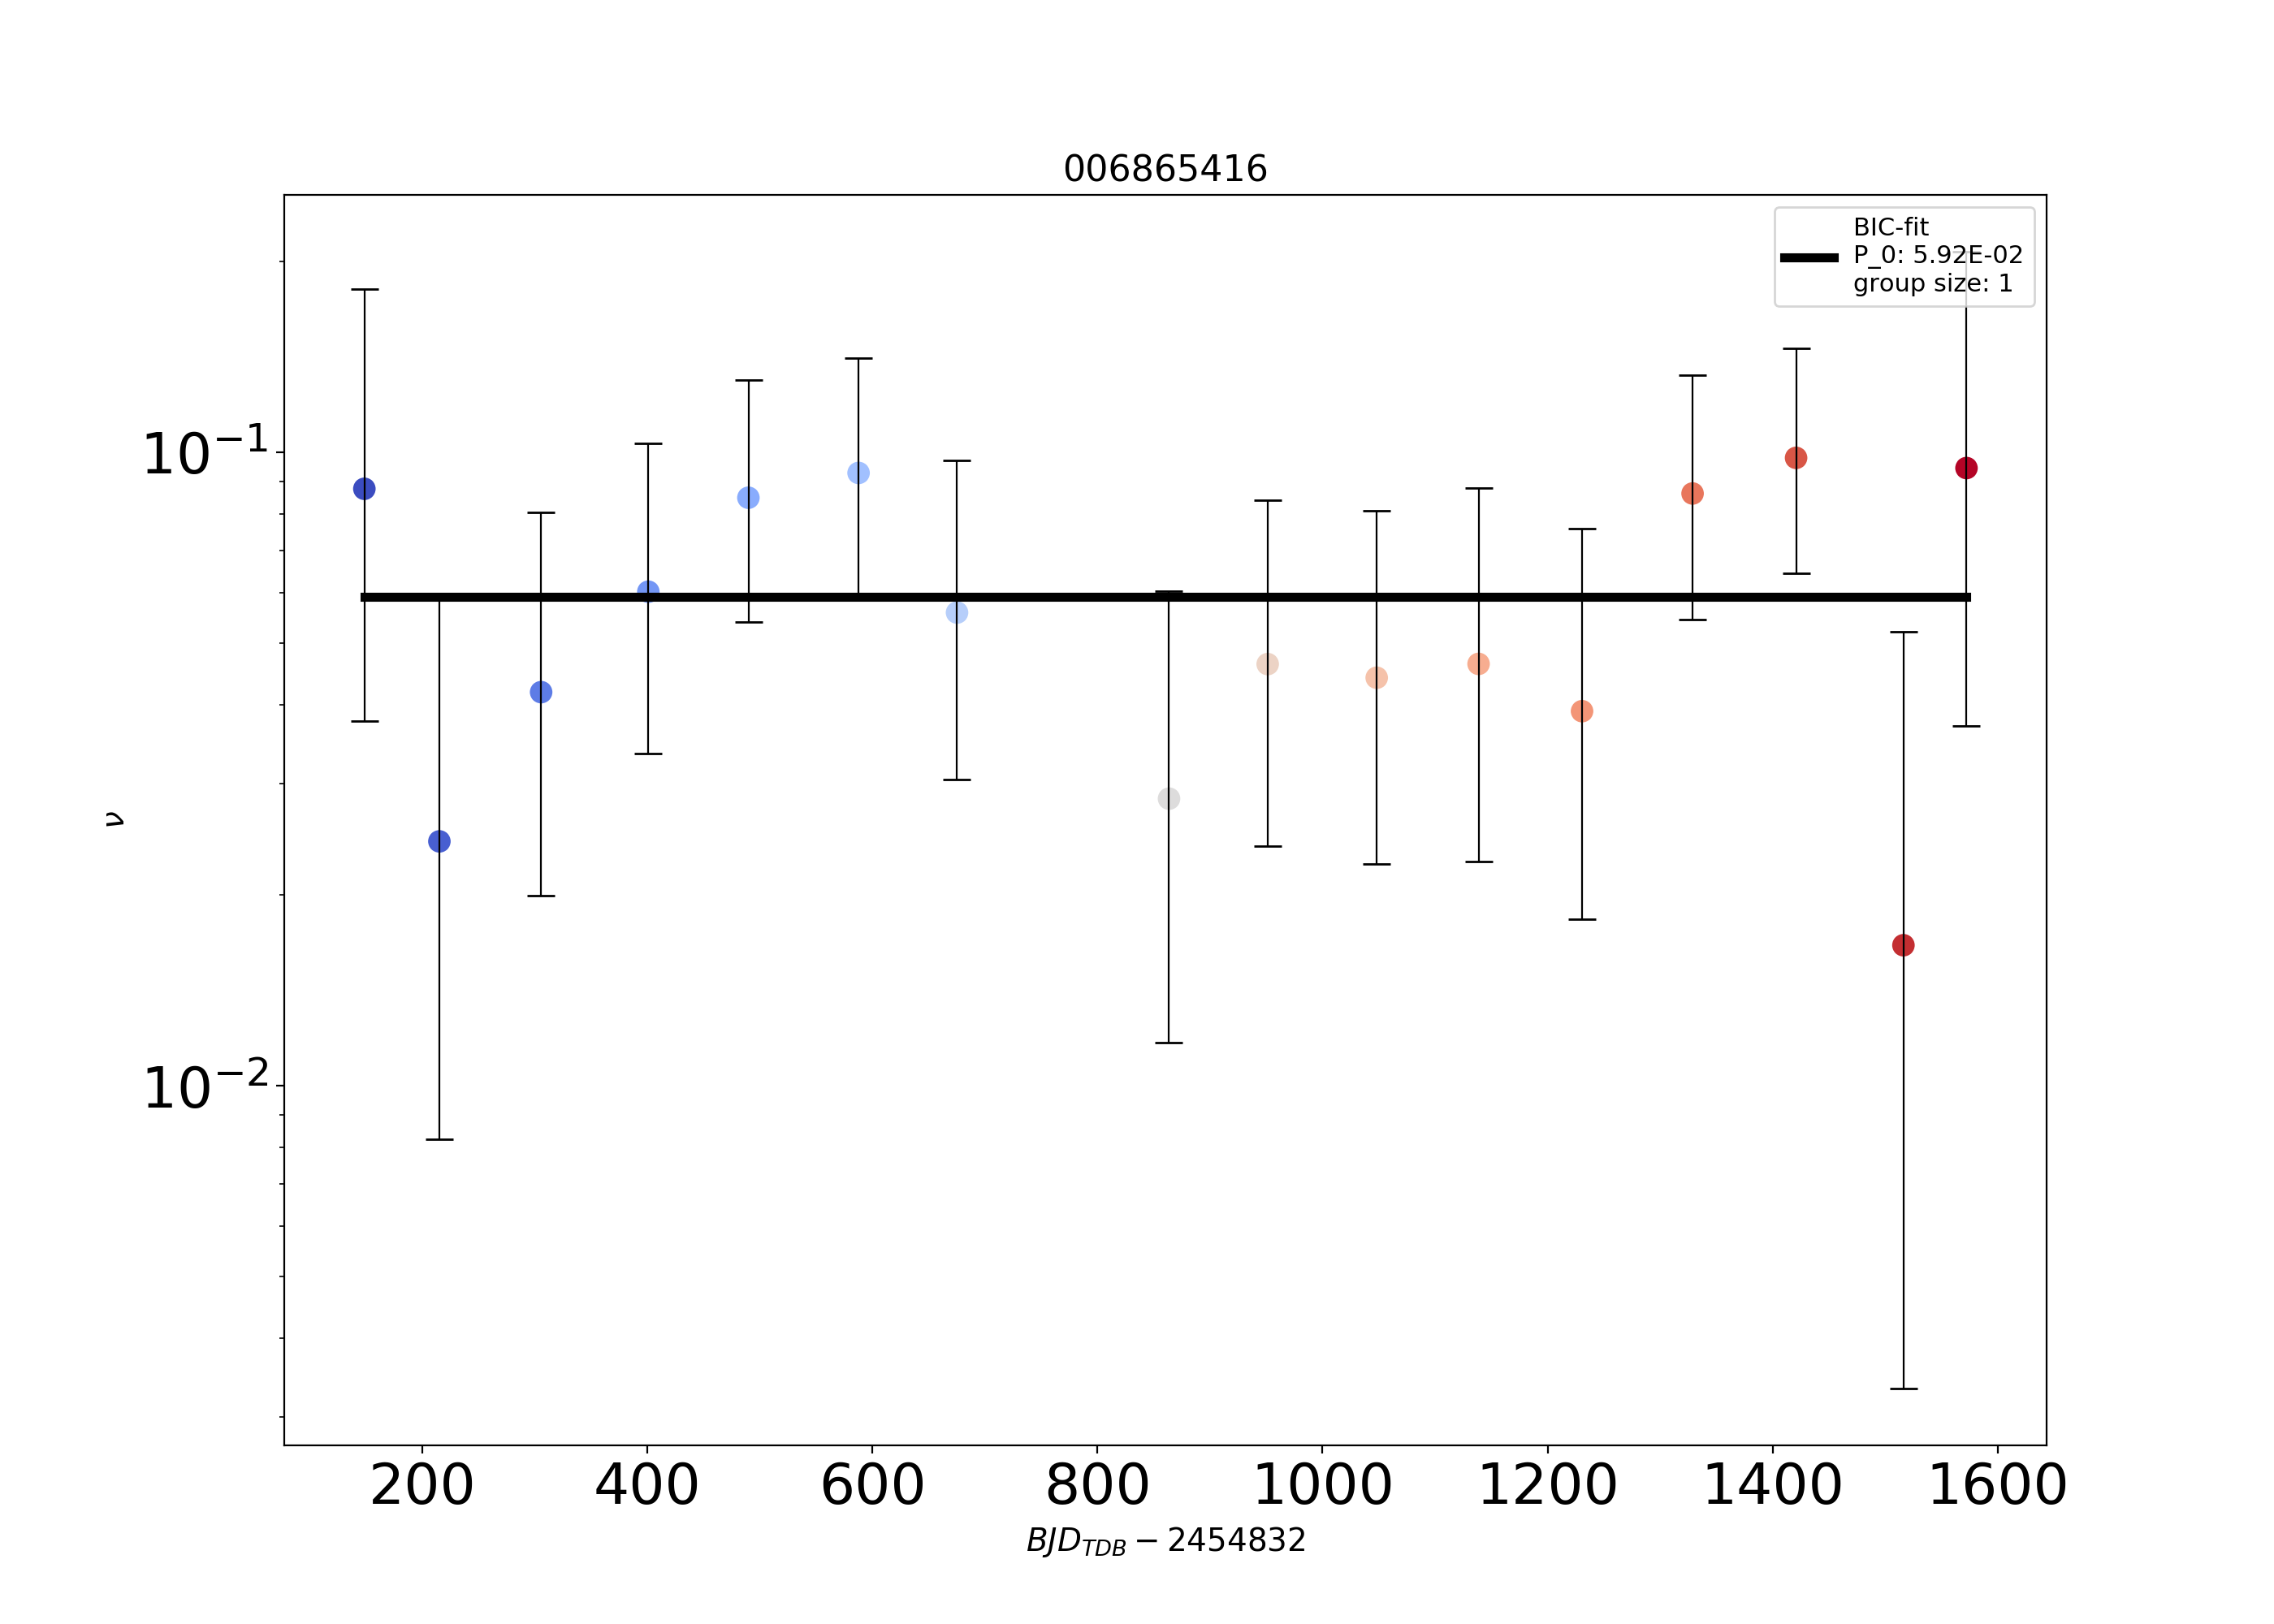 006865416
BIC-fit
P_0: 5.92E-02
group size: 1
10⁻¹
10⁻²
ν
200 400 600 800 1000 1200 1400 1600
BJD_TDB − 2454832